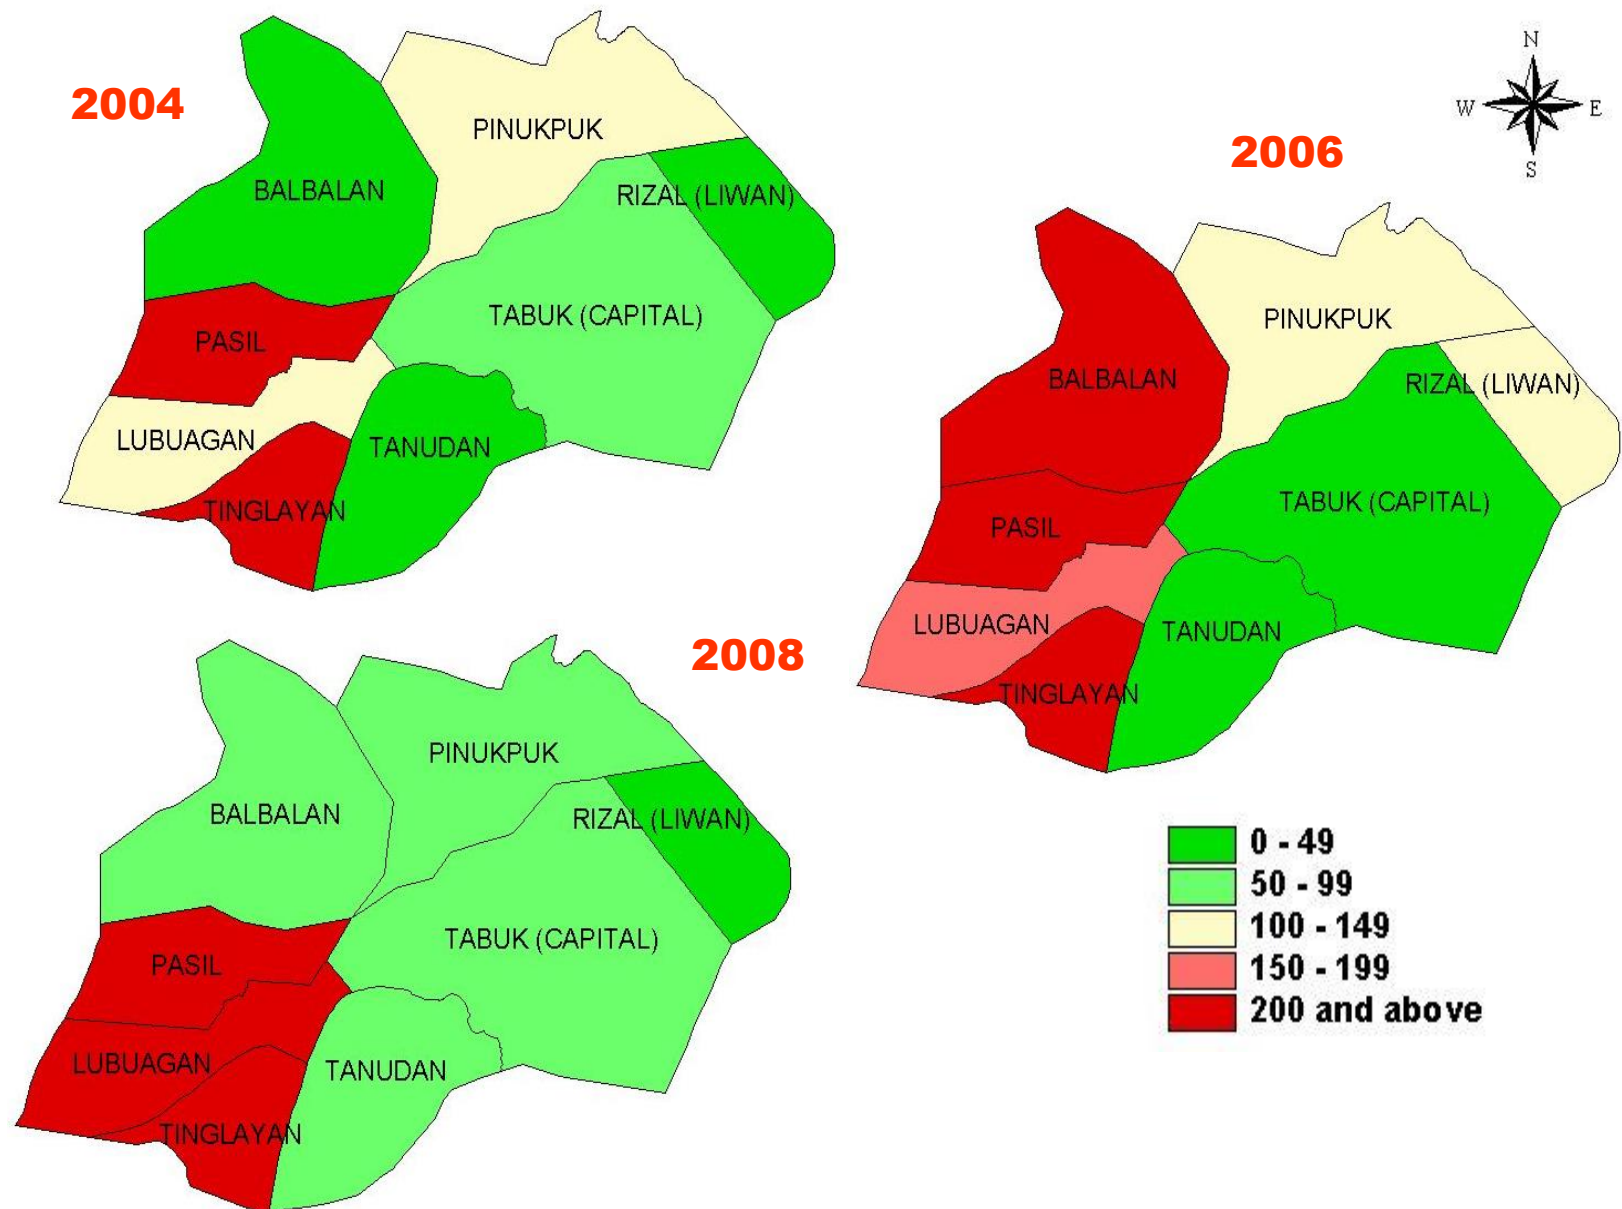 2004
PINUKPUK
BALBALAN
RIZAL (LIWAN)
TABUK (CAPITAL)
PASIL
LUBUAGAN
TANUDAN
TINGLAYAN
N
W
E
S
2006
PINUKPUK
BALBALAN
RIZAL (LIWAN)
TABUK (CAPITAL)
PASIL
LUBUAGAN
TANUDAN
TINGLAYAN
2008
PINUKPUK
BALBALAN
RIZAL (LIWAN)
TABUK (CAPITAL)
PASIL
LUBUAGAN
TANUDAN
TINGLAYAN
0 - 49
50 - 99
100 - 149
150 - 199
200 and above